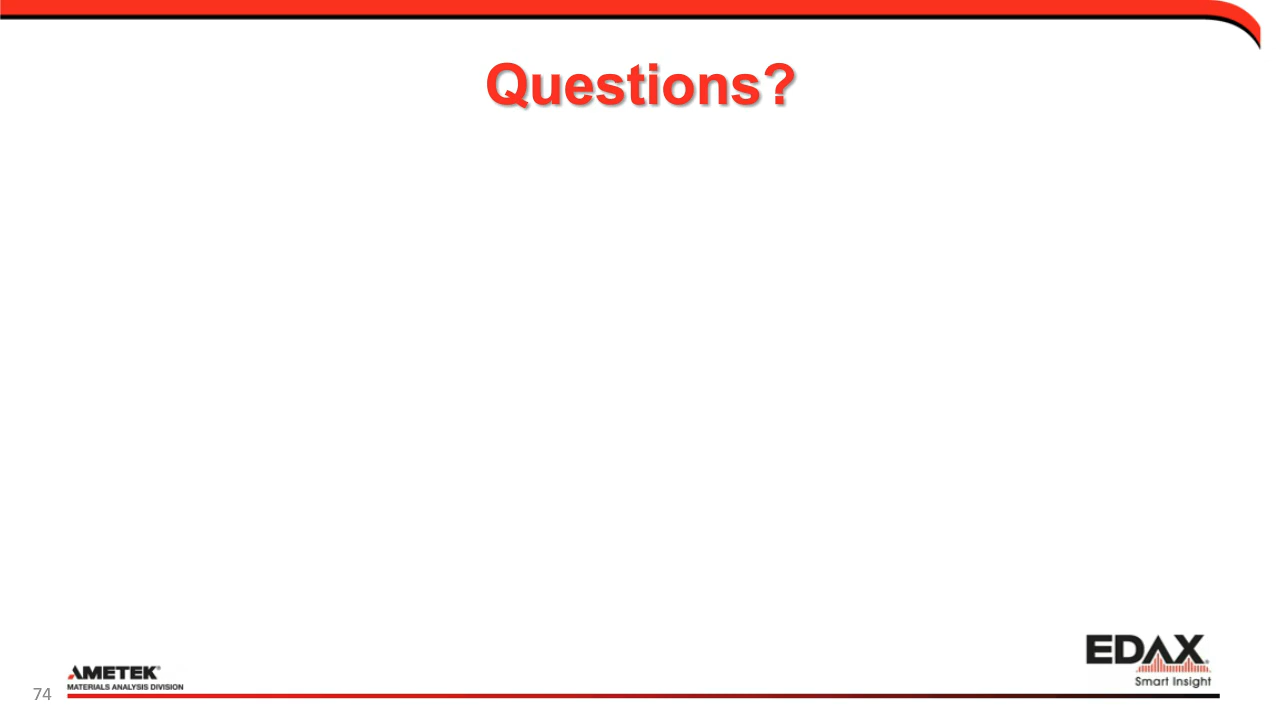 Questions?
EDAX
Smart Insight
AMETEK®
MATERIALS ANALYSIS DIVISION
74